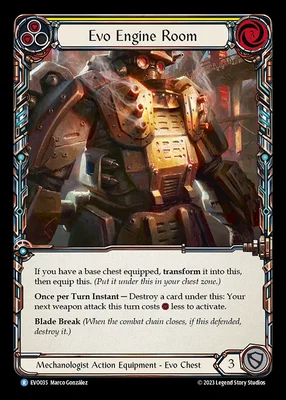 Evo Engine Room
If you have a base chest equipped, transform it into this,
then equip this. (Put it under this in your chest zone.)
Once per Turn Instant — Destroy a card under this: Your
next weapon attack this turn costs less to activate.
Blade Break (When the combat chain closes, if this defended,
destroy it.)
Mechanologist Action Equipment - Evo Chest
3
R EVO035 Marco González
© 2023 Legend Story Studios